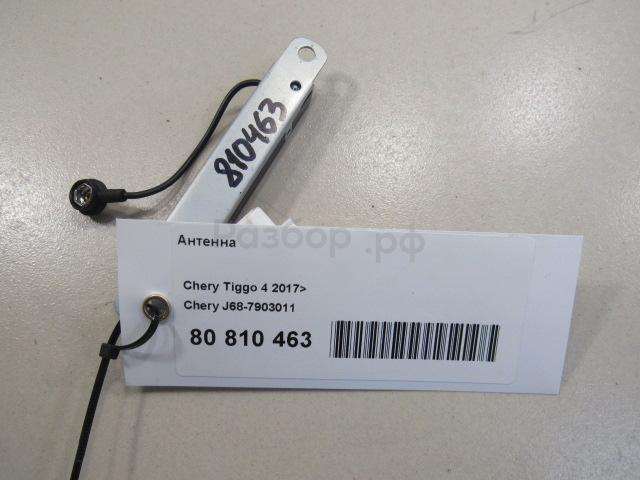 810463
Разбор.рф
Антенна
Chery Tiggo 4 2017>
Chery J68-7903011
80 810 463